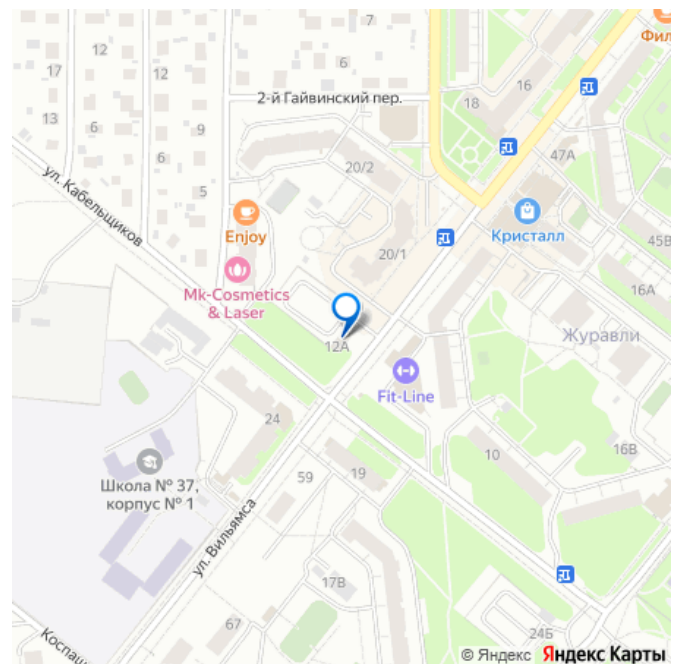 7
12
17
12
6
16
Фил
2-й Гайвинский пер.
18
13
6
6
9
47А
20/2
5
ул. Кабельщиков
Enjoy
Кристалл
20/1
45В
Mk-Cosmetics
& Laser
16А
12А
Журавли
Fit-Line
24
16В
10
Школа № 37,
корпус № 1
59
19
ул. Вильямса
17В
67
24Б
Коспаш
© Яндекс Яндекс Карты